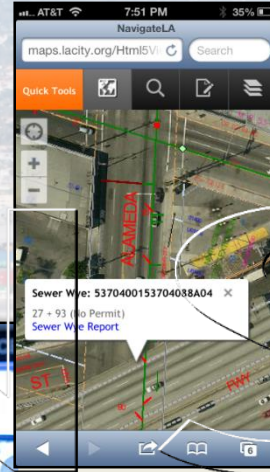 AT&T 7:51 PM 35%
NavigateLA
maps.lacity.org/Html5Vi Search
Quick Tools
+
−
ALAMEDA
Sewer Wye: 5370400153704088A04 ×
27 + 93 (No Permit)
Sewer Wye Report
ST
FWY
6